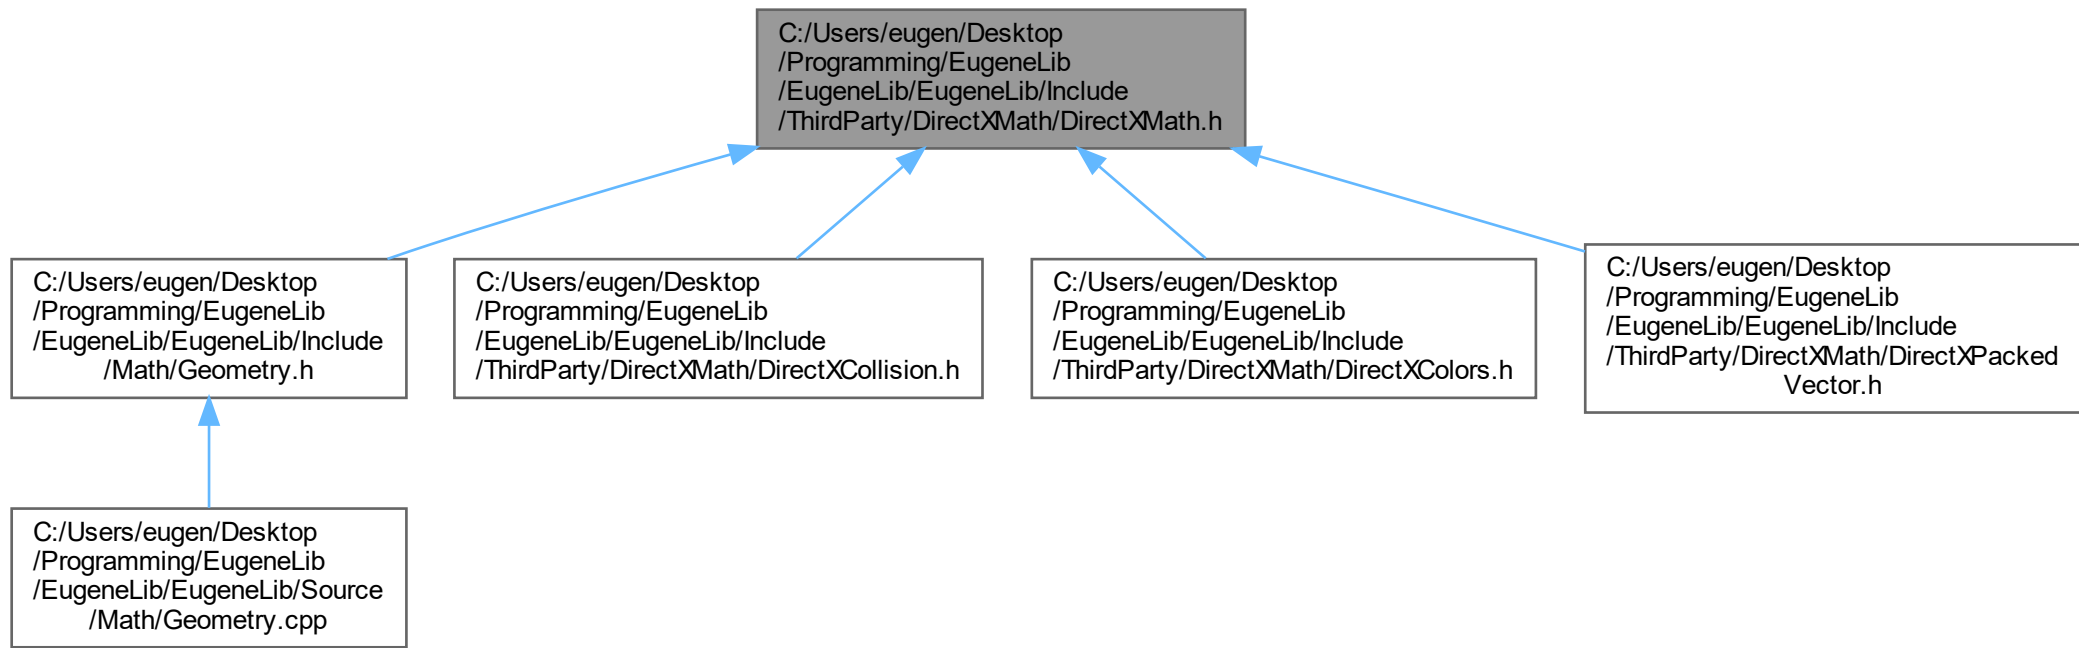 C:/Users/eugen/Desktop
/Programming/EugeneLib
/EugeneLib/EugeneLib/Include
/ThirdParty/DirectXMath/DirectXMath.h
C:/Users/eugen/Desktop
/Programming/EugeneLib
/EugeneLib/EugeneLib/Include
/Math/Geometry.h
C:/Users/eugen/Desktop
/Programming/EugeneLib
/EugeneLib/EugeneLib/Include
/ThirdParty/DirectXMath/DirectXCollision.h
C:/Users/eugen/Desktop
/Programming/EugeneLib
/EugeneLib/EugeneLib/Include
/ThirdParty/DirectXMath/DirectXColors.h
C:/Users/eugen/Desktop
/Programming/EugeneLib
/EugeneLib/EugeneLib/Include
/ThirdParty/DirectXMath/DirectXPacked
Vector.h
C:/Users/eugen/Desktop
/Programming/EugeneLib
/EugeneLib/EugeneLib/Source
/Math/Geometry.cpp